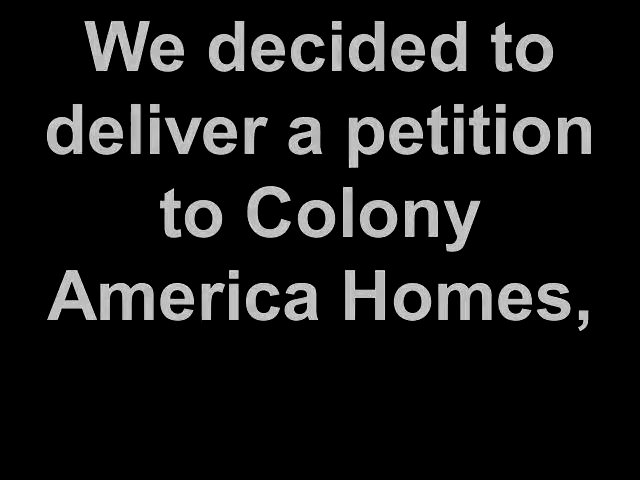 We decided to
deliver a petition
to Colony
America Homes,